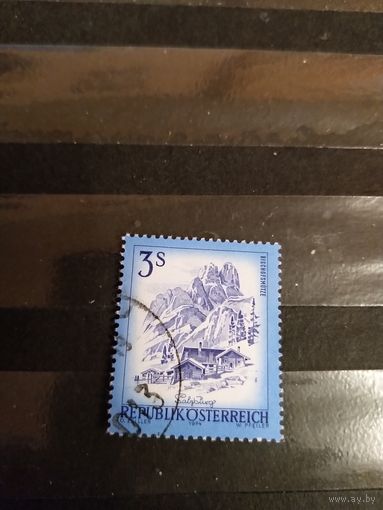 3S
BISCHOFSMÜTZE
Salzburg
REPUBLIK ÖSTERREICH
1974 W. PFEILER
www.ay.by